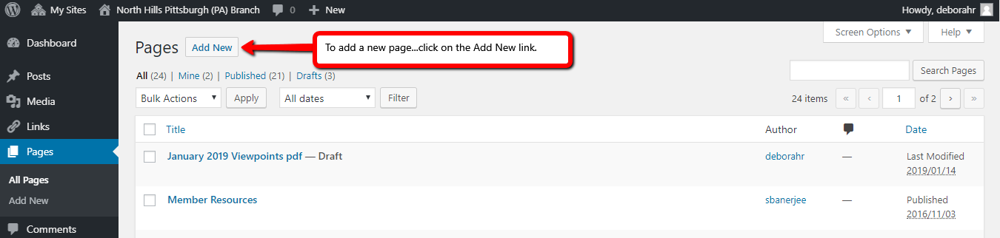 My Sites North Hills Pittsburgh (PA) Branch 0 New Howdy, deborahr
Dashboard
Posts
Media
Links
Pages
All Pages
Add New
Comments
Screen Options ▼ Help ▼
Pages Add New
To add a new page...click on the Add New link.
All (24) | Mine (2) | Published (21) | Drafts (3)
Search Pages
Bulk Actions Apply All dates Filter
24 items « ‹ 1 of 2 › »
Title Author Date
January 2019 Viewpoints pdf — Draft deborahr — Last Modified
2019/01/14
Member Resources sbanerjee — Published
2016/11/03